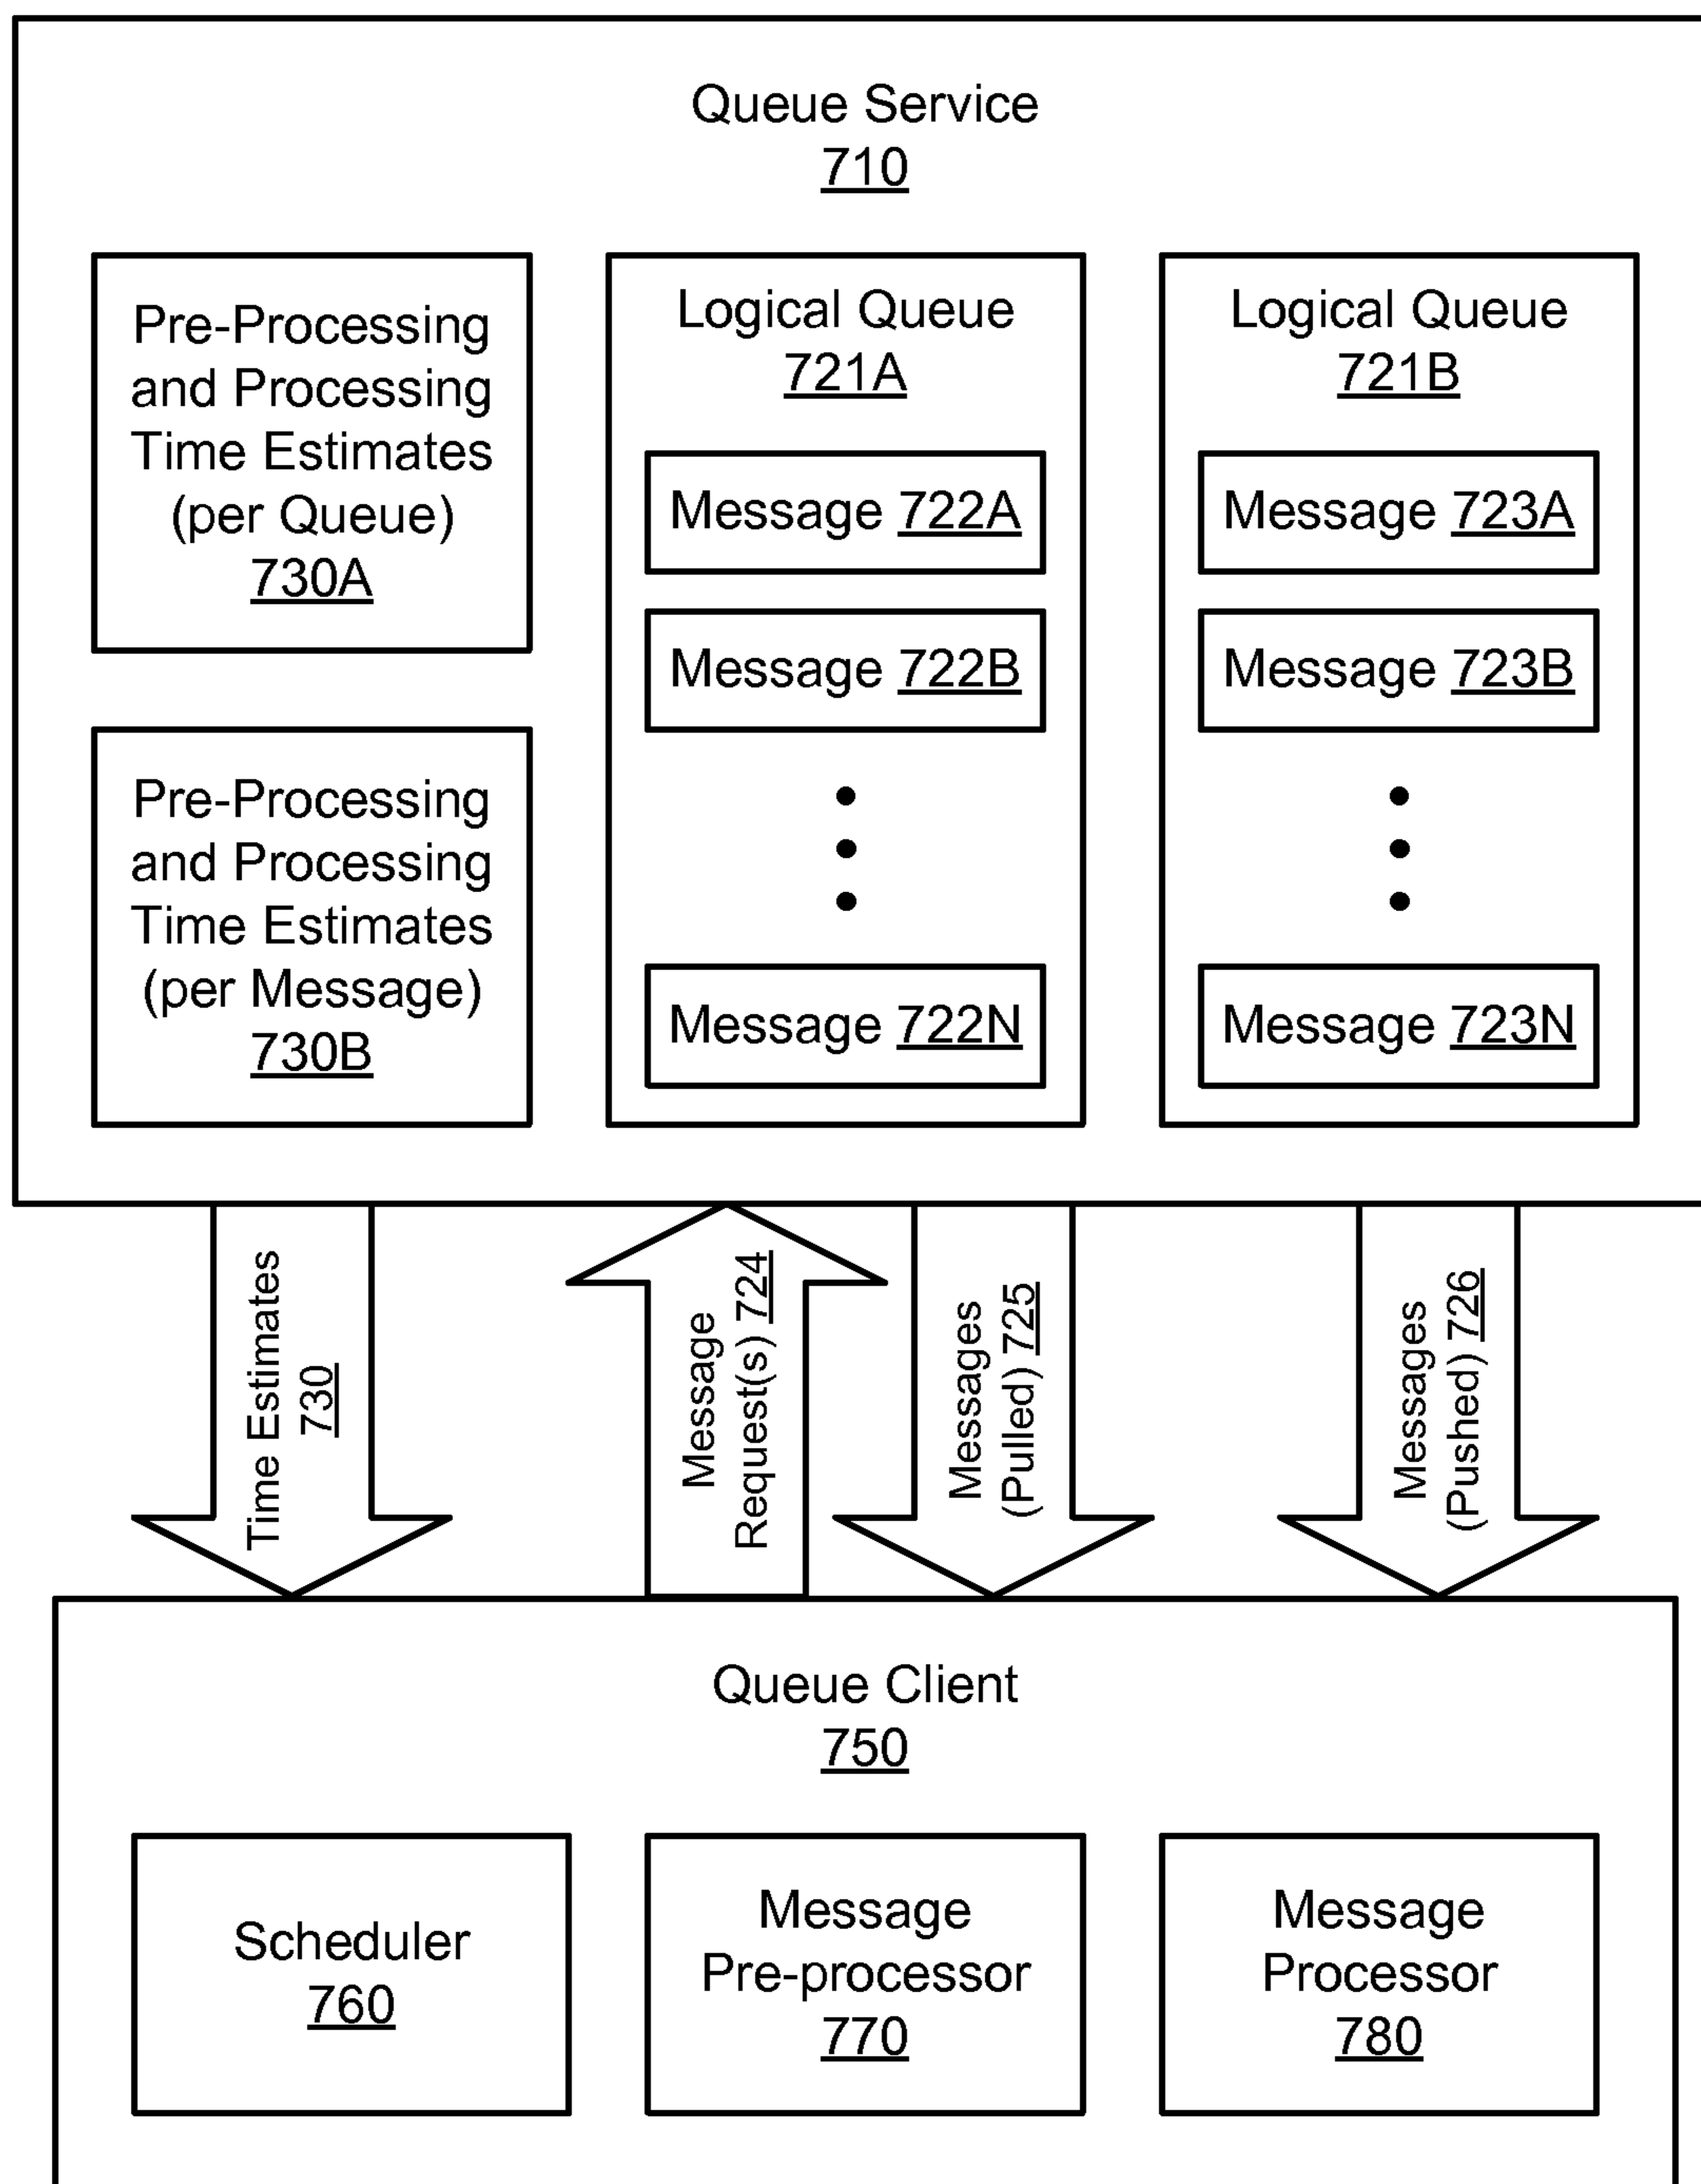 Queue Service
710
Pre-Processing
and Processing
Time Estimates
(per Queue)
730A
Pre-Processing
and Processing
Time Estimates
(per Message)
730B
Logical Queue
721A
Message 722A
Message 722B
Message 722N
Logical Queue
721B
Message 723A
Message 723B
Message 723N
Time Estimates
730
Message
Request(s) 724
Messages
(Pulled) 725
Messages
(Pushed) 726
Queue Client
750
Scheduler
760
Message
Pre-processor
770
Message
Processor
780